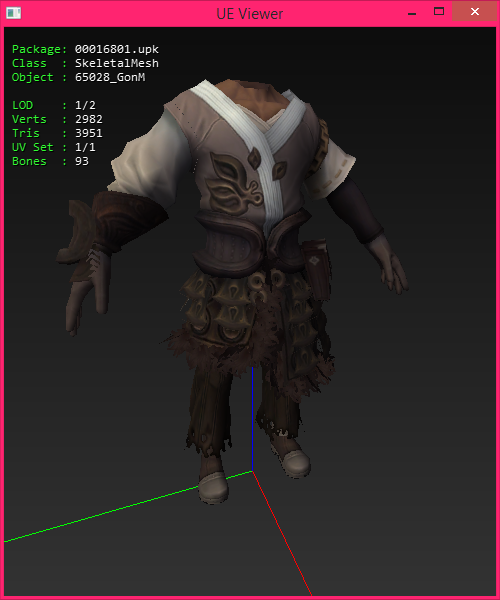 UE Viewer
Package: 00016801.upk
Class : SkeletalMesh
Object : 65028_GonM
LOD : 1/2
Verts : 2982
Tris : 3951
UV Set : 1/1
Bones : 93